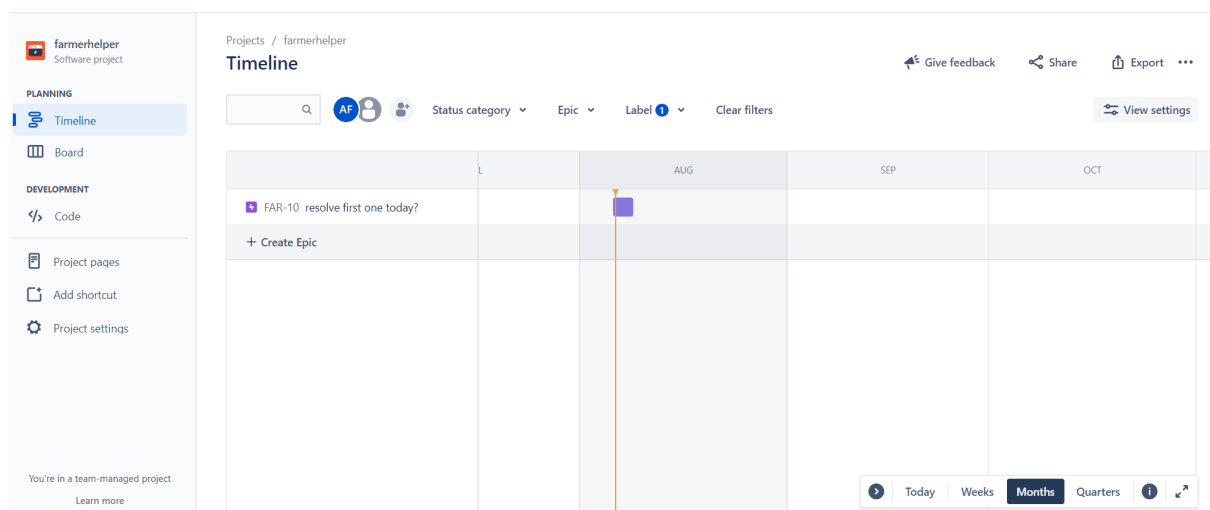 farmerhelper
Software project
PLANNING
Timeline
Board
DEVELOPMENT
Code
Project pages
Add shortcut
Project settings
You're in a team-managed project
Learn more
Projects / farmerhelper
Timeline
Give feedback
Share
Export
AF
Status category
Epic
Label 1
Clear filters
View settings
L
AUG
SEP
OCT
FAR-10 resolve first one today?
+ Create Epic
Today
Weeks
Months
Quarters